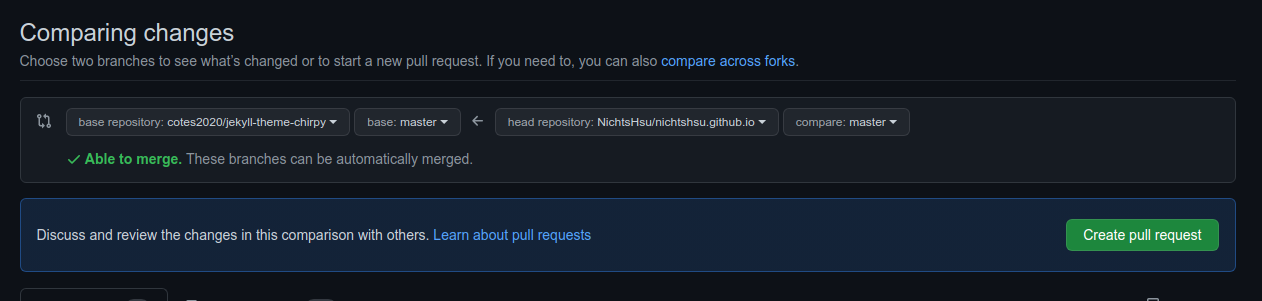 Comparing changes
Choose two branches to see what's changed or to start a new pull request. If you need to, you can also compare across forks.
base repository: cotes2020/jekyll-theme-chirpy base: master head repository: NichtsHsu/nichtshsu.github.io compare: master
Able to merge. These branches can be automatically merged.
Discuss and review the changes in this comparison with others. Learn about pull requests Create pull request